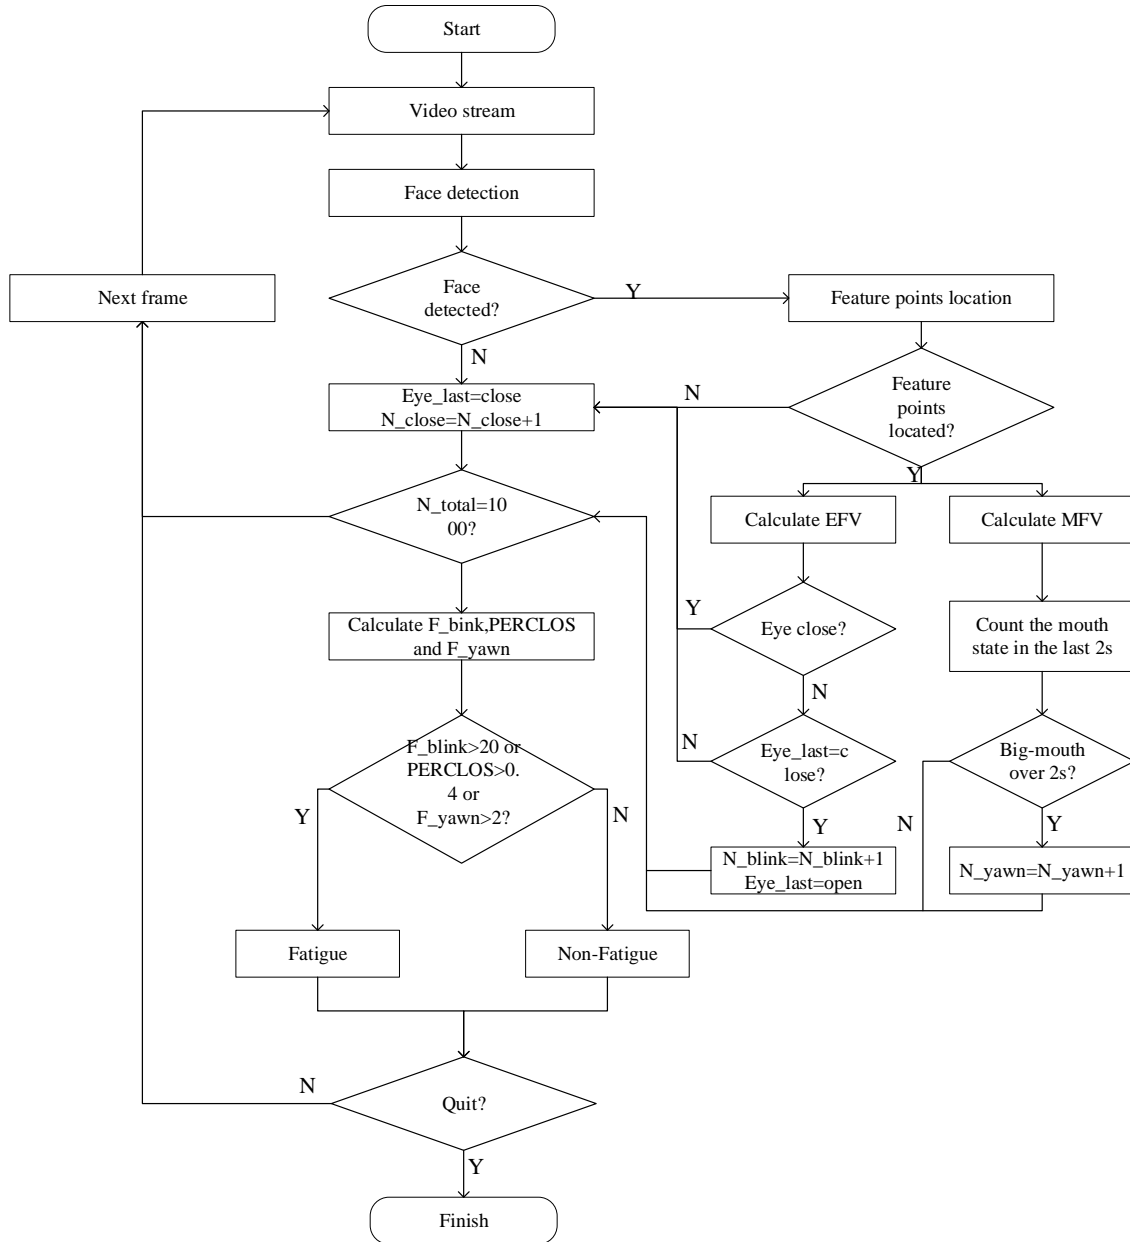 Start
Video stream
Face detection
Next frame
Face
detected?
Y
Feature points location
N
Eye_last=close
N_close=N_close+1
N
Feature
points
located?
Y
N_total=10
00?
Calculate EFV
Calculate MFV
Calculate F_bink,PERCLOS
and F_yawn
Y
Eye close?
Count the mouth
state in the last 2s
N
F_blink>20 or
PERCLOS>0.
4 or
F_yawn>2?
Y
N
N
Eye_last=c
lose?
Big-mouth
over 2s?
Y
N
Y
N_blink=N_blink+1
Eye_last=open
N_yawn=N_yawn+1
Fatigue
Non-Fatigue
N
Quit?
Y
Finish